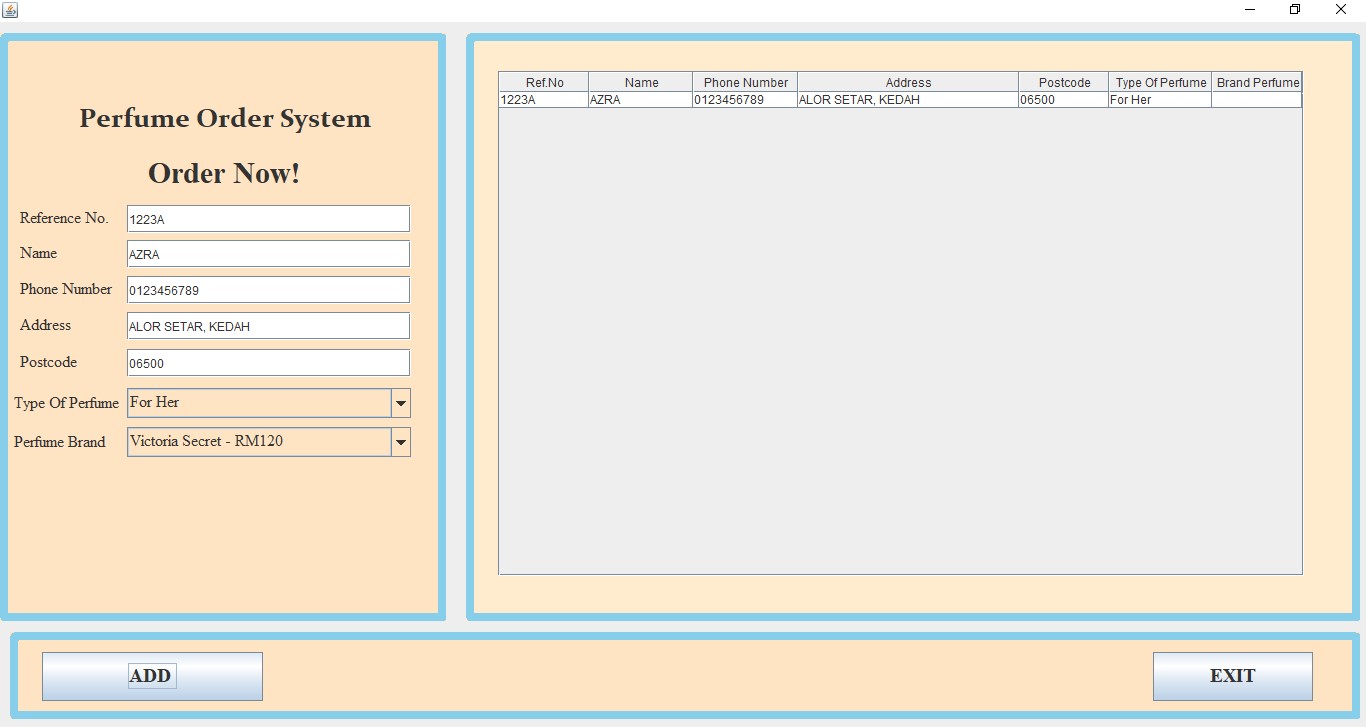 Perfume Order System
Order Now!
Reference No. 1223A
Name AZRA
Phone Number 0123456789
Address ALOR SETAR, KEDAH
Postcode 06500
Type Of Perfume For Her
Perfume Brand Victoria Secret - RM120
Ref.No Name Phone Number Address Postcode Type Of Perfume Brand Perfume
1223A AZRA 0123456789 ALOR SETAR, KEDAH 06500 For Her
ADD EXIT